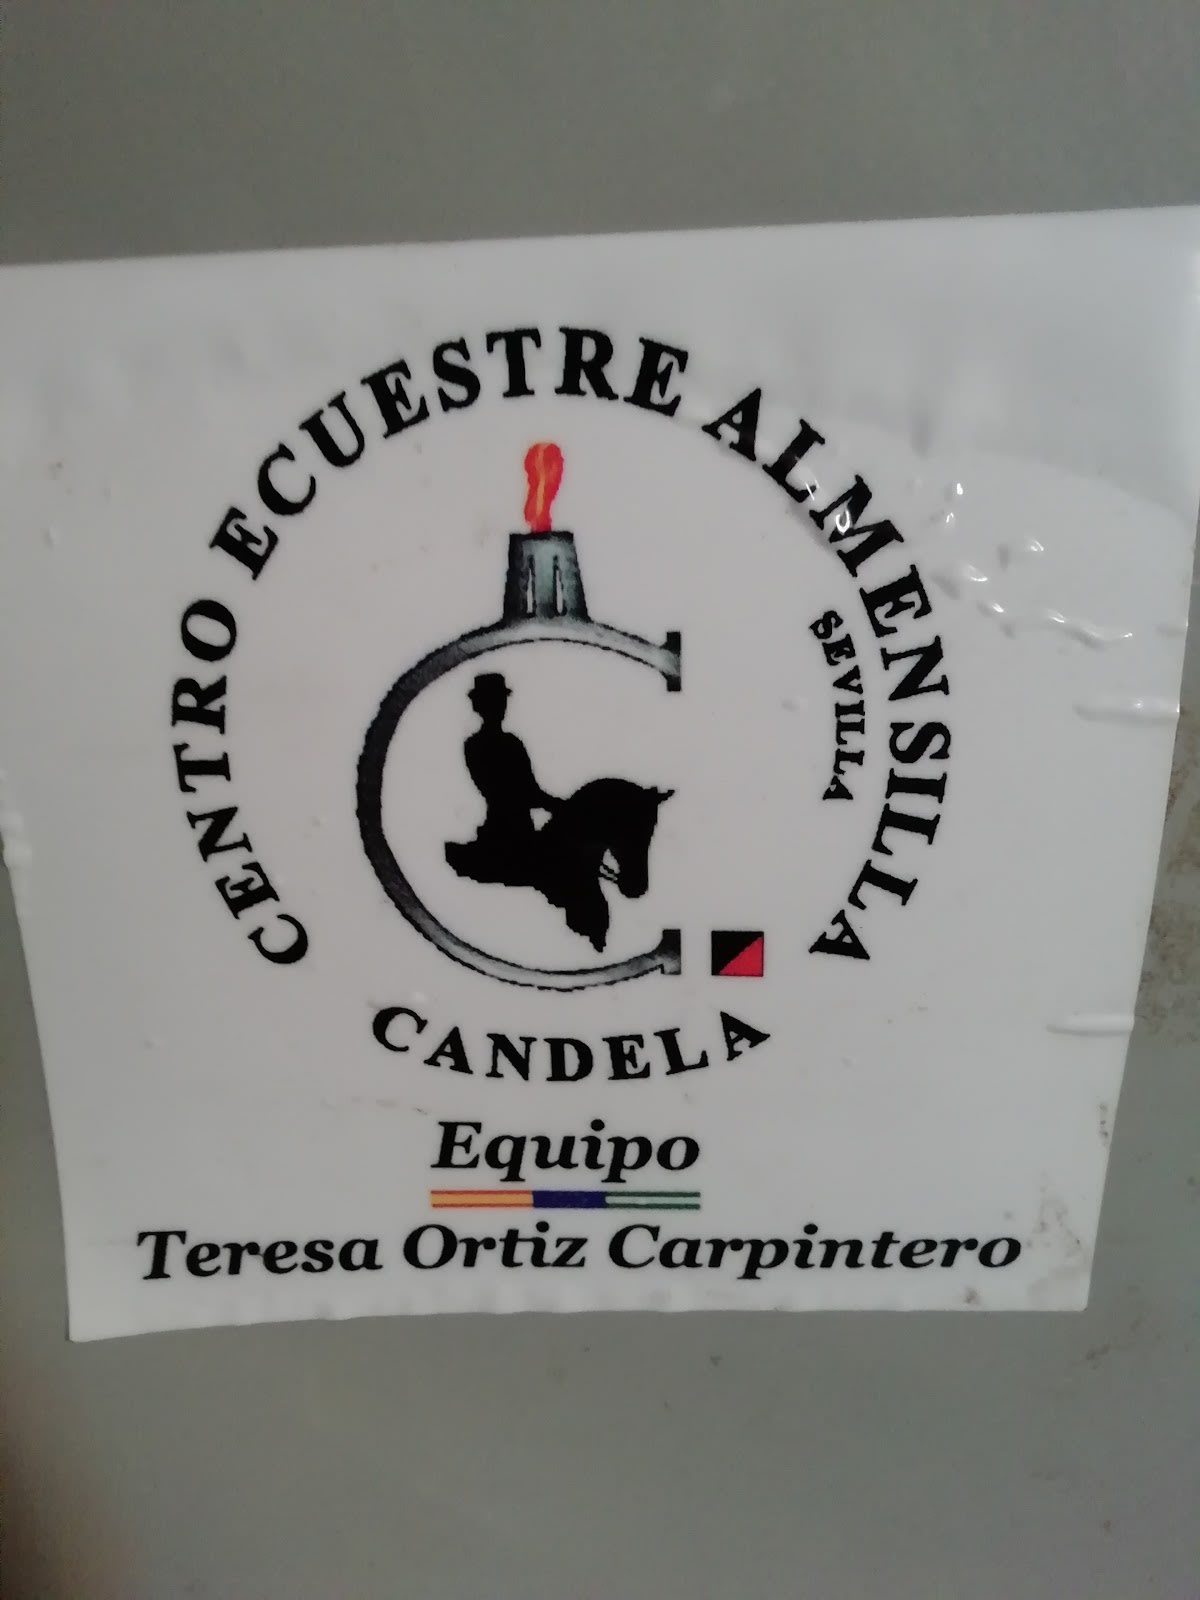 CENTRO ECUESTRE ALMENSILLA
SEVILLA
C
CANDELA
Equipo
Teresa Ortiz Carpintero